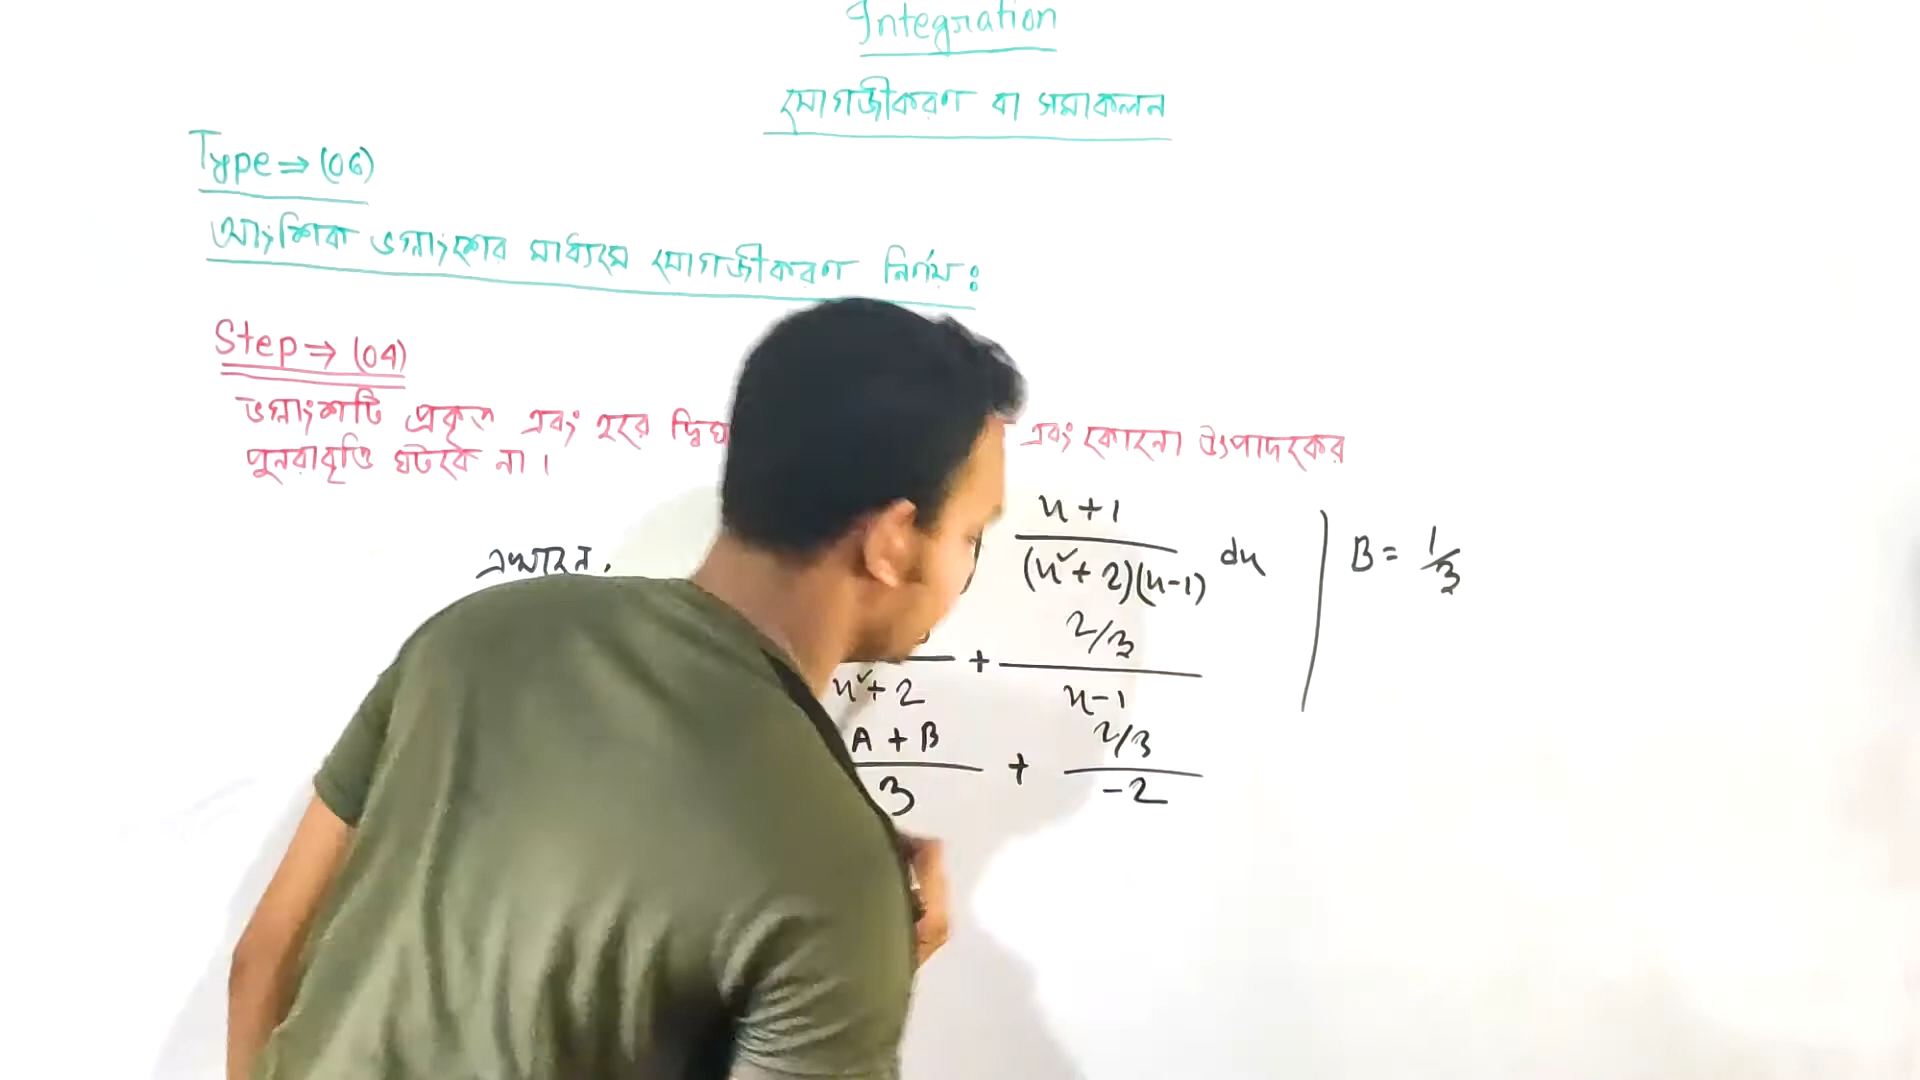 Integration
যোগজীকরণ বা সমাকলন
Type ⇒ (06)
আংশিক ভগ্নাংশের মাধ্যমে যোগজীকরণ নির্ণয় :
Step ⇒ (04)
ভগ্নাংশটি প্রকৃত এবং হরে এবং কোনো উৎপাদকের
পুনরাবৃত্তি ঘটবে না ।
এখানে,
x + 1
(x² + 2)(x - 1) dx
B = 1/3
+ 2/3
x² + 2 x - 1
A + B + 2/3
3 -2